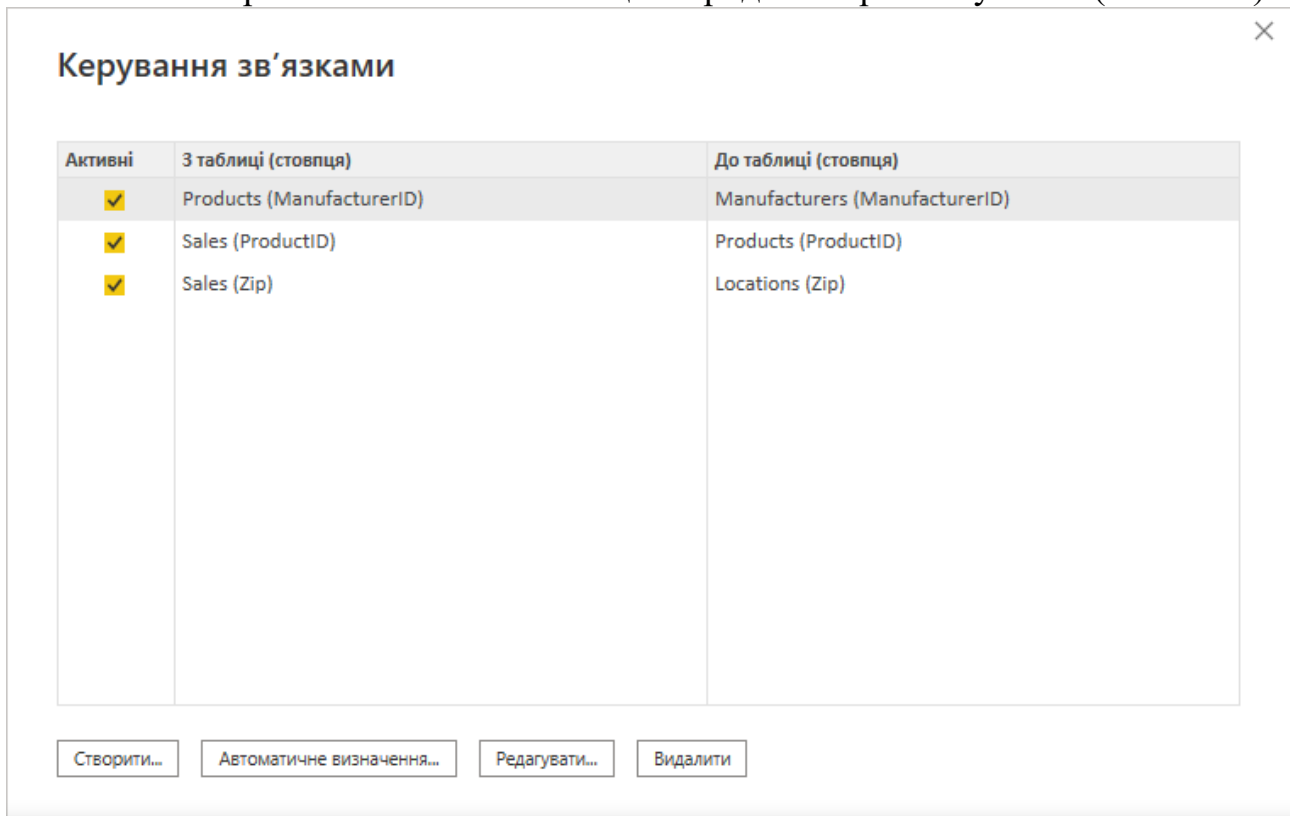 Керування зв’язками
Активні З таблиці (стовпця) До таблиці (стовпця)
Products (ManufacturerID) Manufacturers (ManufacturerID)
Sales (ProductID) Products (ProductID)
Sales (Zip) Locations (Zip)
Створити... Автоматичне визначення... Редагувати... Видалити